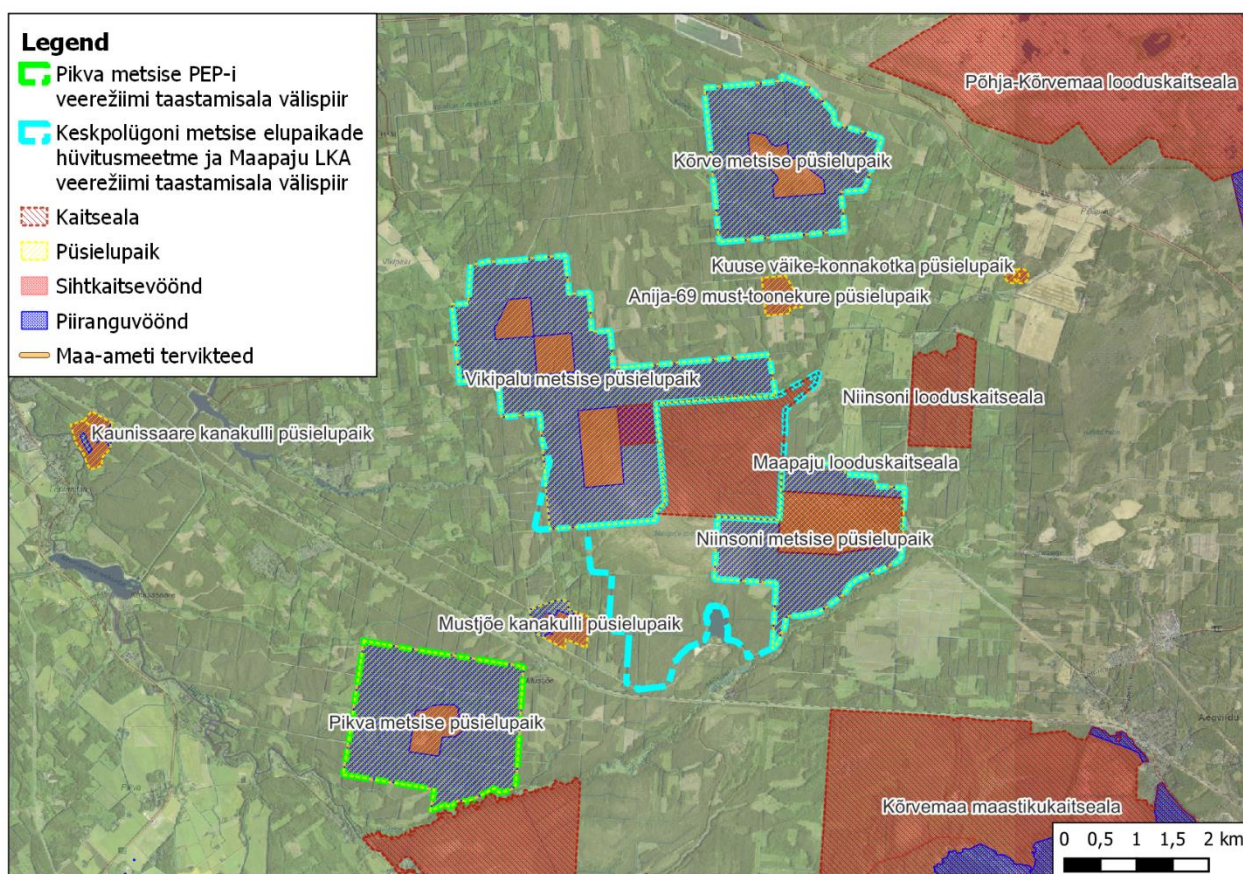 Legend
Pikva metsise PEP-i
veerežiimi taastamisala välispiir
Keskpolügoni metsise elupaikade
hüvitusmeetme ja Maapaju LKA
veerežiimi taastamisala välispiir
Kaitseala
Püsielupaik
Sihtkaitsevöönd
Piiranguvöönd
Maa-ameti tervikteed
Põhja-Kõrvemaa looduskaitseala
Kõrve metsise püsielupaik
Kuuse väike-konnakotka püsielupaik
Anija-69 must-toonekure püsielupaik
Vikipalu metsise püsielupaik
Niinsoni looduskaitseala
Kaunissaare kanakulli püsielupaik
Maapaju looduskaitseala
Niinsoni metsise püsielupaik
Mustjõe kanakulli püsielupaik
Pikva metsise püsielupaik
Kõrvemaa maastikukaitseala
0 0,5 1 1,5 2 km